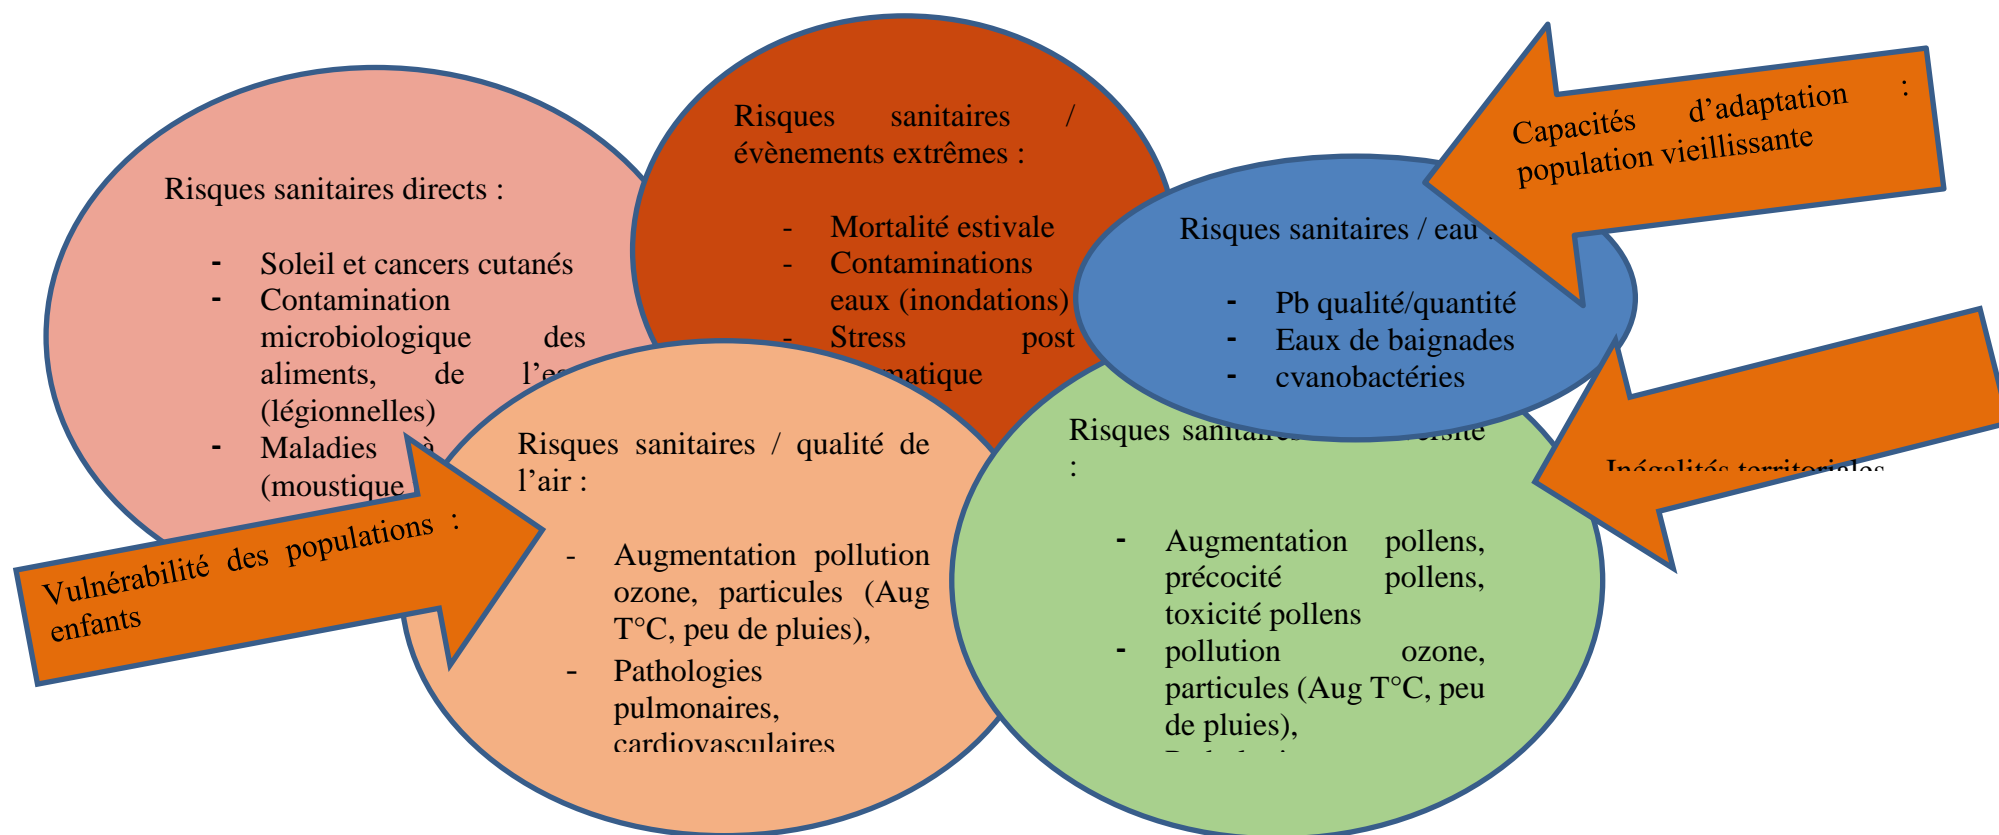 Risques sanitaires directs :
- Soleil et cancers cutanés
- Contamination
microbiologique des
aliments, de
(légionnelles)
- Maladies à
(moustique
Risques sanitaires /
évènements extrêmes :
- Mortalité estivale
- Contaminations
eaux (inondations)
- Stress post
Risques sanitaires / eau
- Pb qualité/quantité
- Eaux de baignades
- cyanobactéries
Capacités d’adaptation :
population vieillissante
Inégalités territoriales
Vulnérabilité des populations :
enfants
Risques sanitaires / qualité de
l’air :
- Augmentation pollution
ozone, particules (Aug
T°C, peu de pluies),
- Pathologies
pulmonaires,
cardiovasculaires
Risques sanitaires
:
- Augmentation pollens,
précocité pollens,
toxicité pollens
- pollution ozone,
particules (Aug T°C, peu
de pluies),